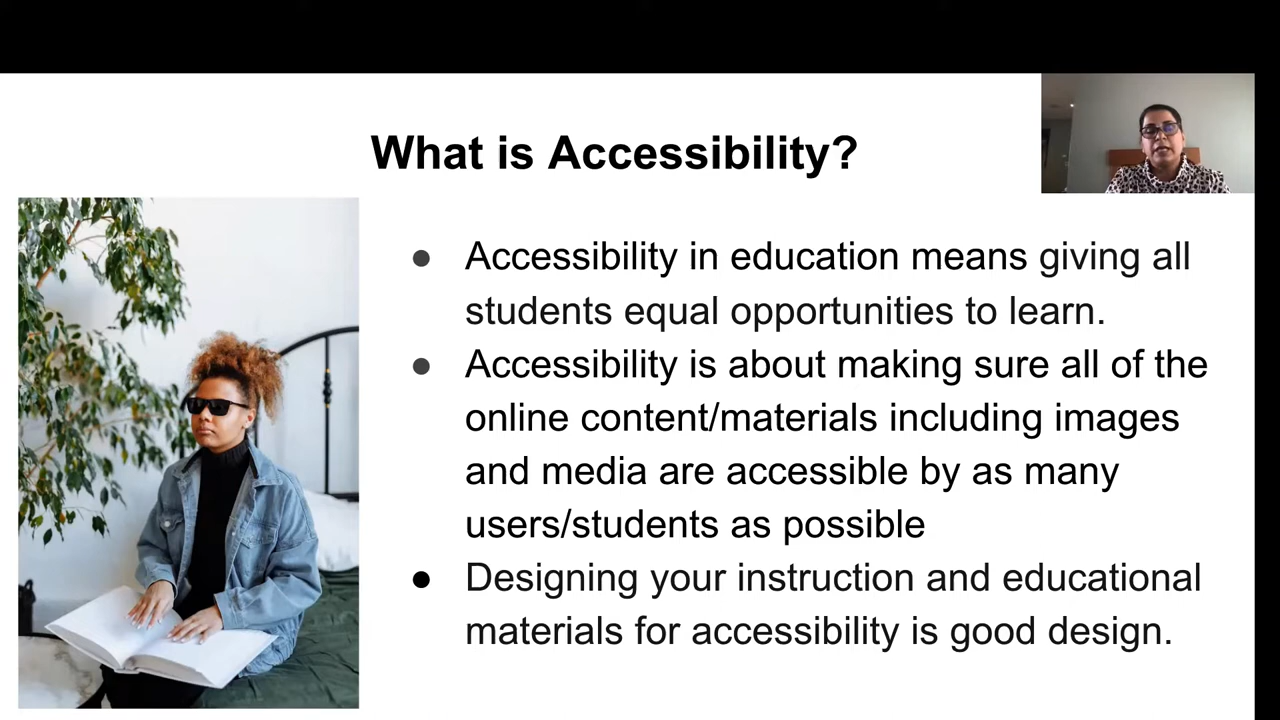 What is Accessibility?
● Accessibility in education means giving all
students equal opportunities to learn.
● Accessibility is about making sure all of the
online content/materials including images
and media are accessible by as many
users/students as possible
● Designing your instruction and educational
materials for accessibility is good design.